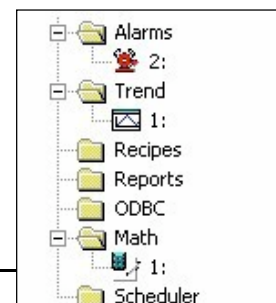 Alarms
2:
Trend
1:
Recipes
Reports
ODBC
Math
1:
Scheduler